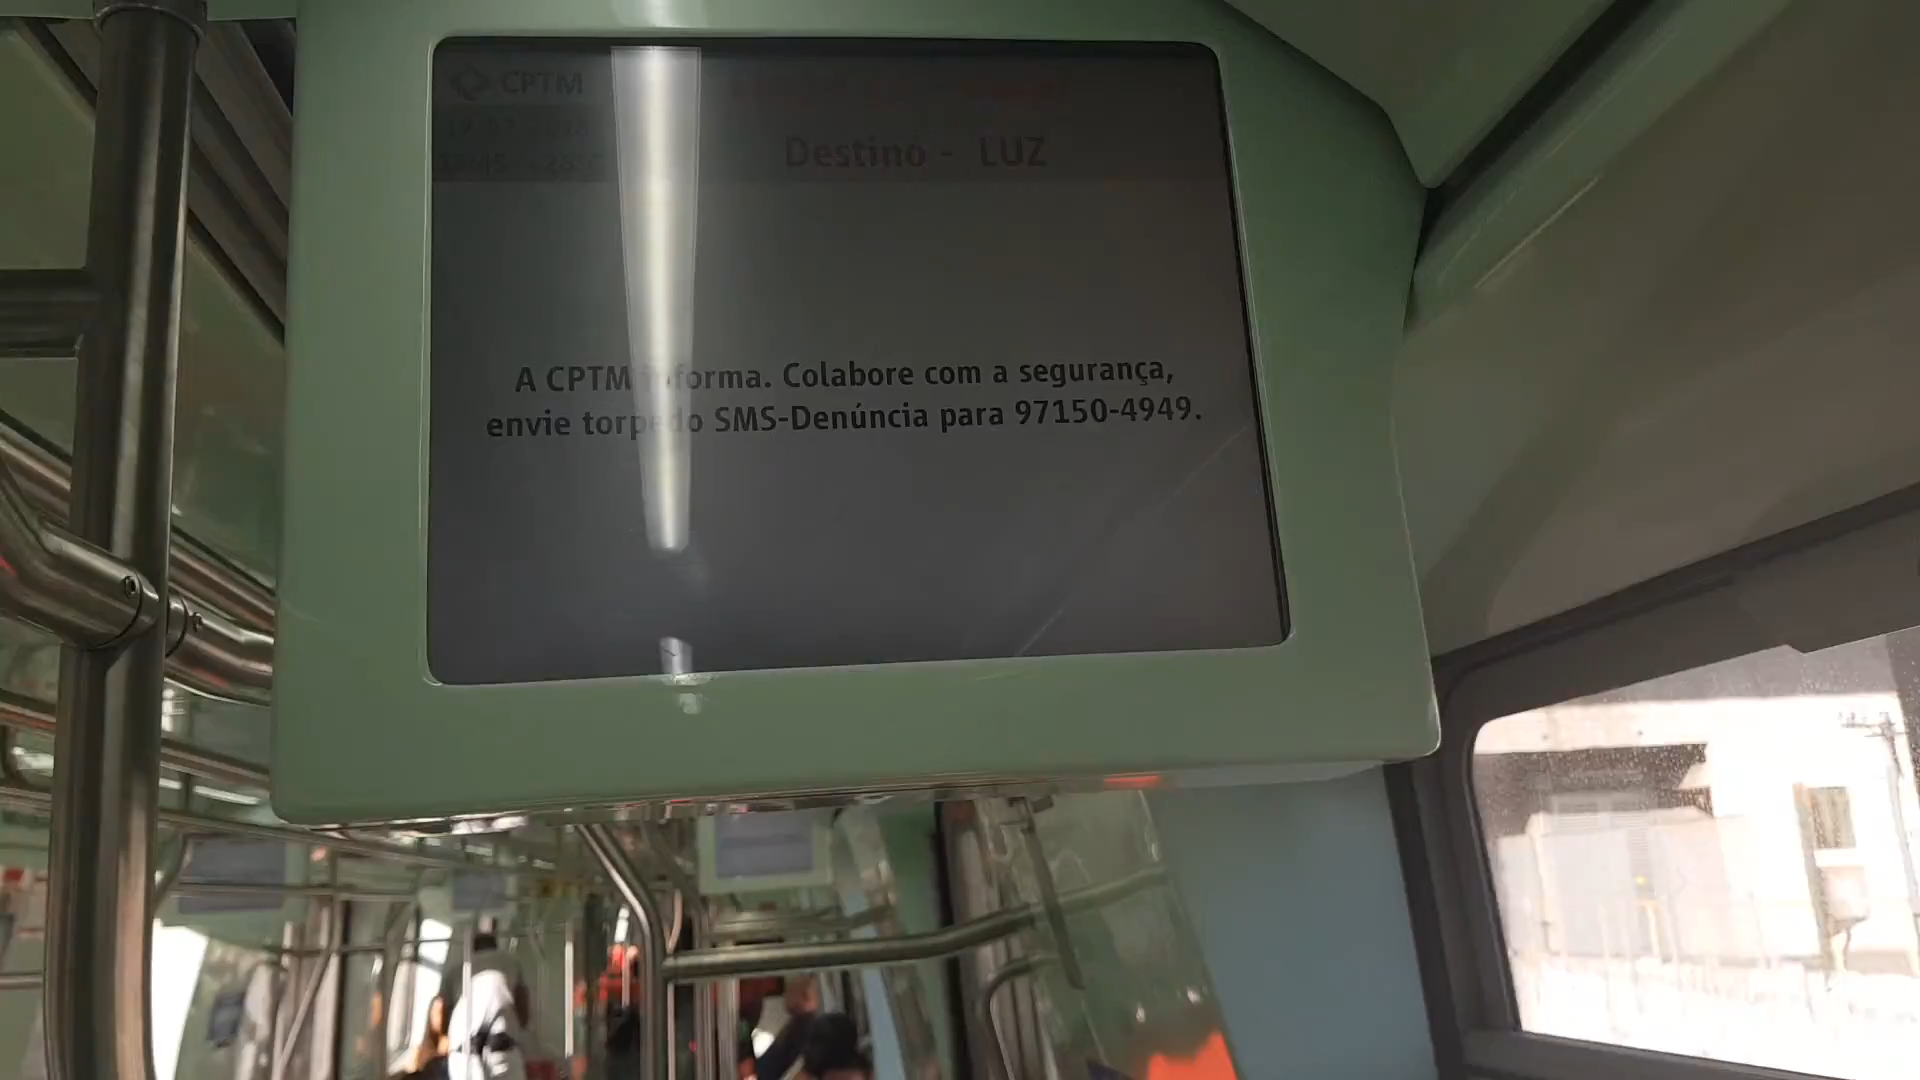 CPTM
Destino - LUZ
A CPTM informa. Colabore com a segurança,
envie torpedo SMS-Denúncia para 97150-4949.